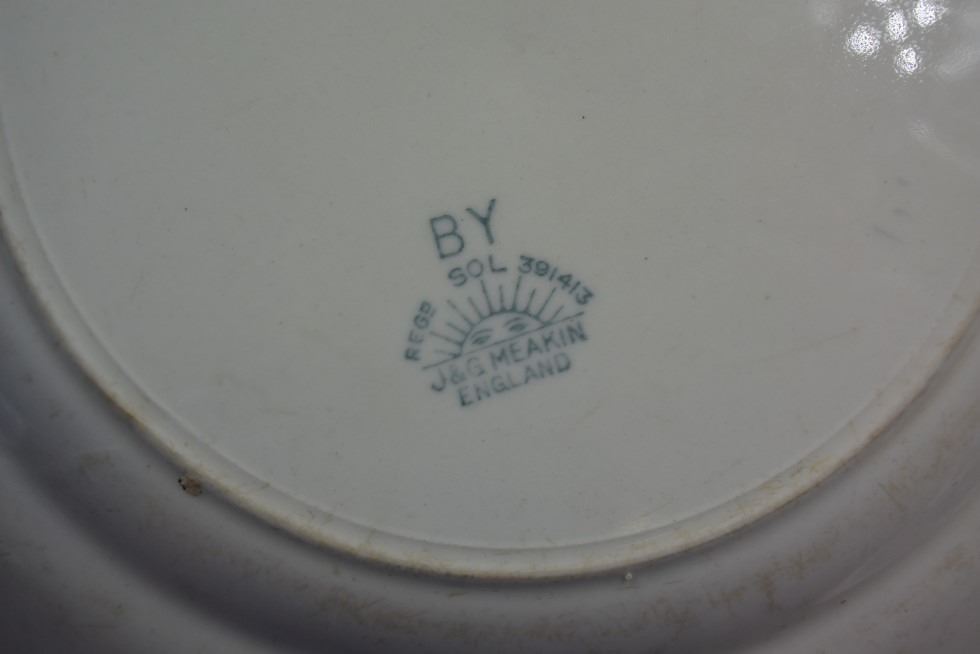 BY
REGD SOL 391413
J&G MEAKIN
ENGLAND